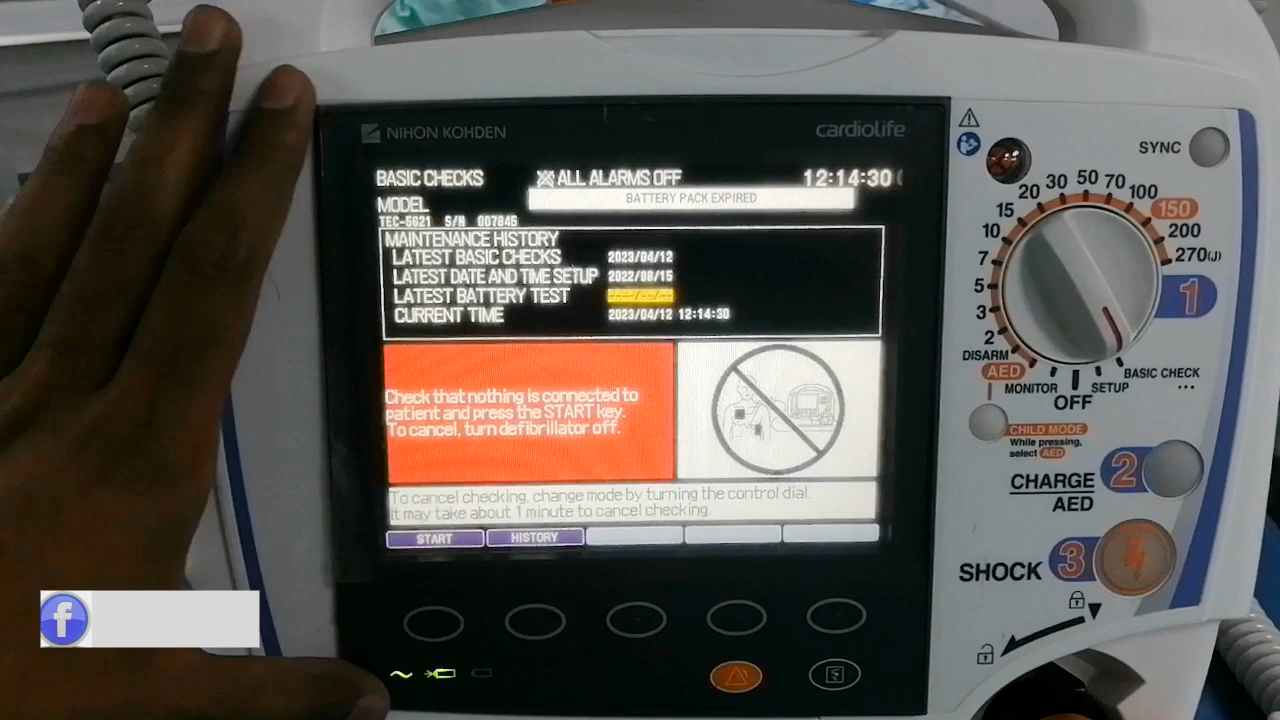 NIHON KOHDEN
cardiolife
BASIC CHECKS
ALL ALARMS OFF
12:14:30
BATTERY PACK EXPIRED
MODEL
TEC-5621 S/N 007845
MAINTENANCE HISTORY
LATEST BASIC CHECKS 2023/04/12
LATEST DATE AND TIME SETUP 2022/08/15
LATEST BATTERY TEST ----/--/--
CURRENT TIME 2023/04/12 12:14:30
Check that nothing is connected to
patient and press the START key.
To cancel, turn defibrillator off.
To cancel checking, change mode by turning the control dial.
It may take about 1 minute to cancel checking.
START HISTORY
SYNC
2 3 5 7 10 15 20 30 50 70 100 150 200 270(J)
1
DISARM
AED
MONITOR
OFF
SETUP
BASIC CHECK
...
CHILD MODE
While pressing,
select AED
CHARGE
AED
2
SHOCK
3
f